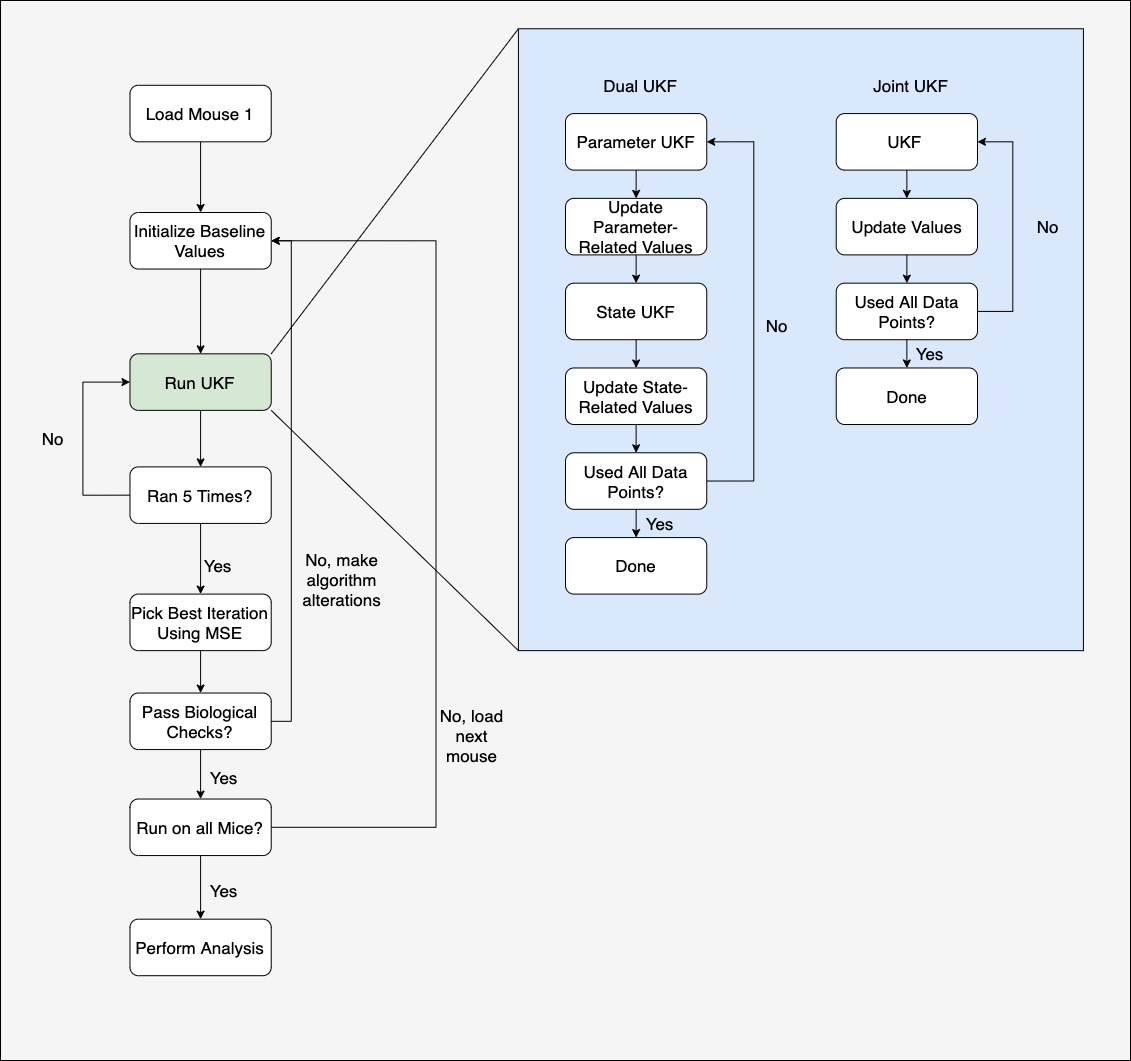 Load Mouse 1
Initialize Baseline
Values
Run UKF
No
Ran 5 Times?
Yes
No, make
algorithm
alterations
Pick Best Iteration
Using MSE
Pass Biological
Checks?
No, load
next
mouse
Yes
Run on all Mice?
Yes
Perform Analysis
Dual UKF
Parameter UKF
Update
Parameter-
Related Values
State UKF
No
Update State-
Related Values
Used All Data
Points?
Yes
Done
Joint UKF
UKF
Update Values
No
Used All Data
Points?
Yes
Done